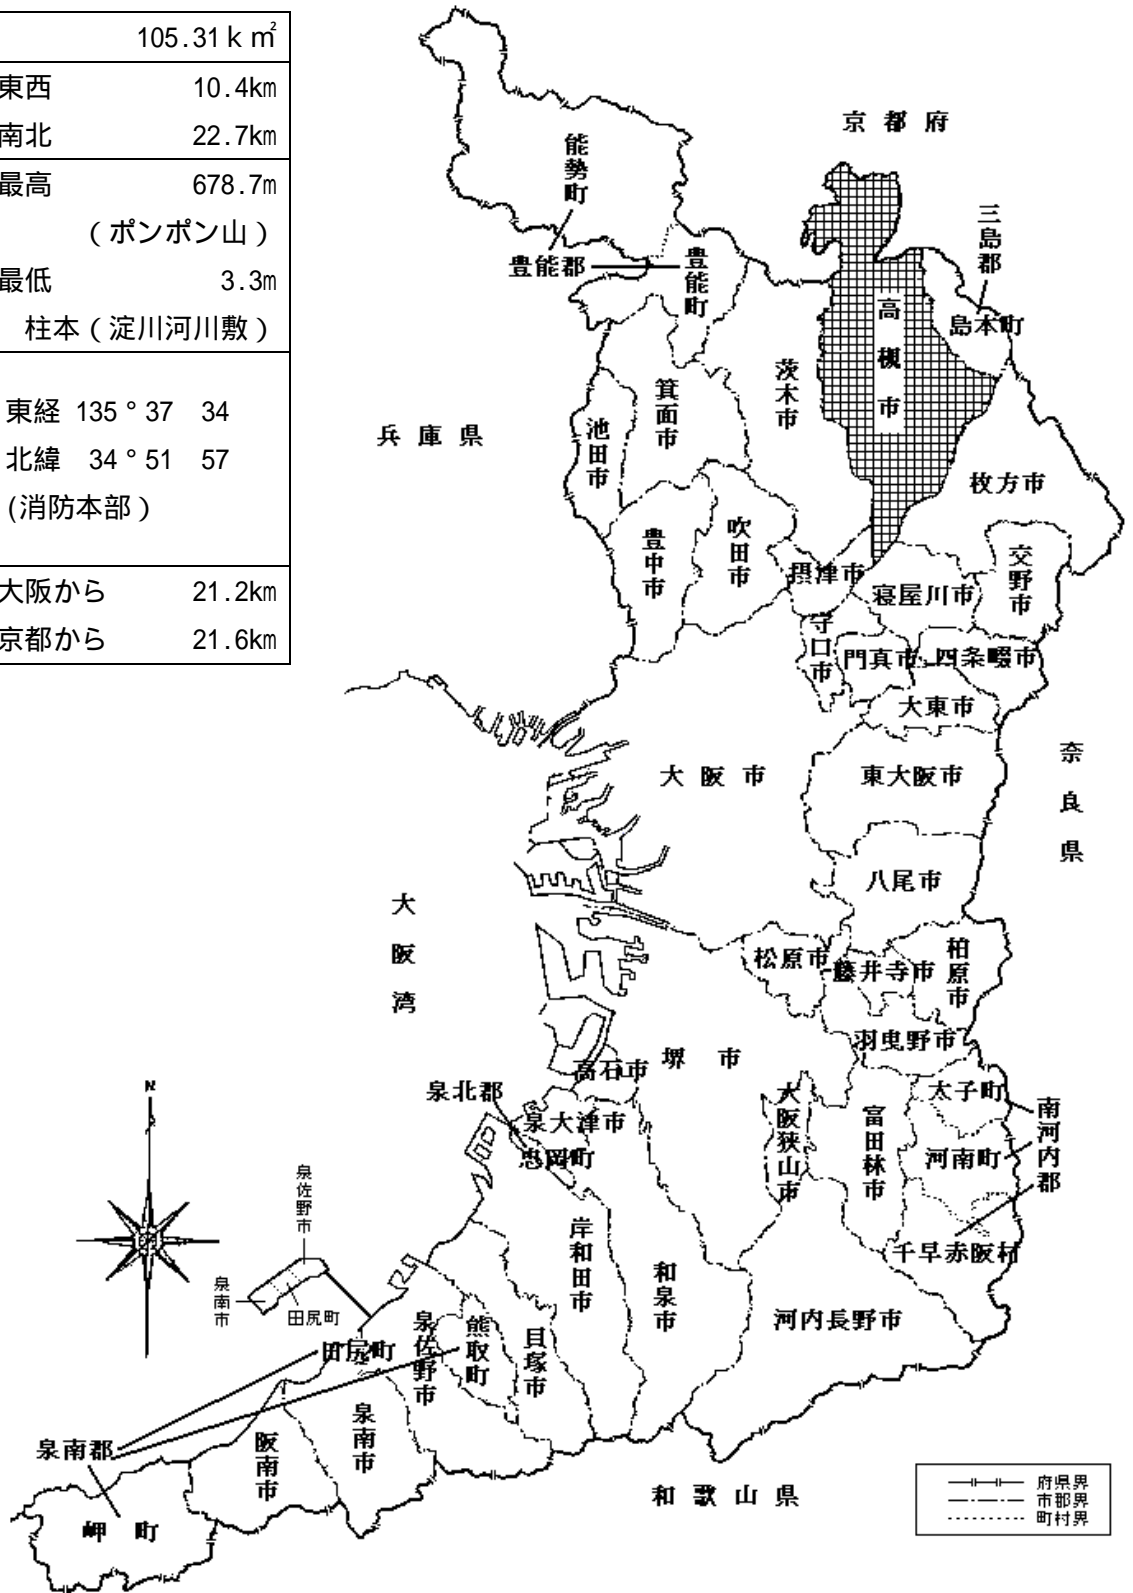 105.31ｋ㎡
東西 10.4km
南北 22.7km
最高 678.7m
（ポンポン山）
最低 3.3m
柱本（淀川河川敷）
東経 135°37 34
北緯 34°51 57
(消防本部）
大阪から 21.2km
京都から 21.6km
京都府
能勢町
豊能郡
豊能町
三島郡
島本町
高槻市
茨木市
箕面市
池田市
兵庫県
枚方市
豊中市
吹田市
摂津市
寝屋川市
交野市
守口市
門真市
四条畷市
大東市
大阪市
東大阪市
奈良県
八尾市
大阪湾
松原市
藤井寺市
柏原市
羽曳野市
堺市
高石市
泉北郡
泉大津市
忠岡町
大阪狭山市
富田林市
太子町
南河内郡
河南町
千早赤阪村
N
泉佐野市
泉南市
田尻町
岸和田市
和泉市
河内長野市
田尻町
泉佐野市
熊取町
貝塚市
泉南郡
阪南市
泉南市
岬町
和歌山県
府県界
市郡界
町村界